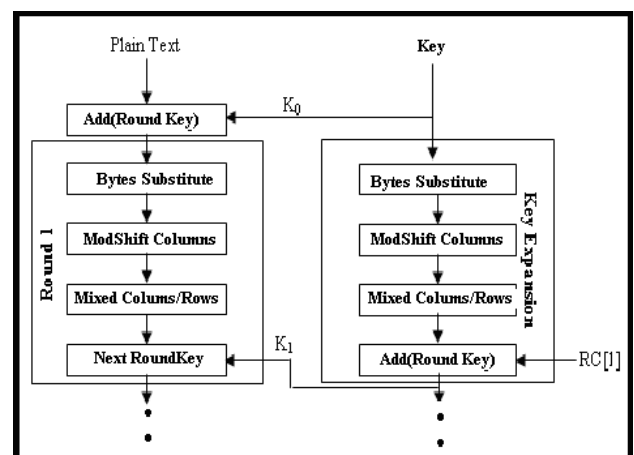 Plain Text
Key
K0
Add(Round Key)
Round 1
Bytes Substitute
ModShift Columns
Mixed Colums/Rows
Next RoundKey
K1
Key Expansion
Bytes Substitute
ModShift Columns
Mixed Colums/Rows
Add(Round Key)
RC[1]